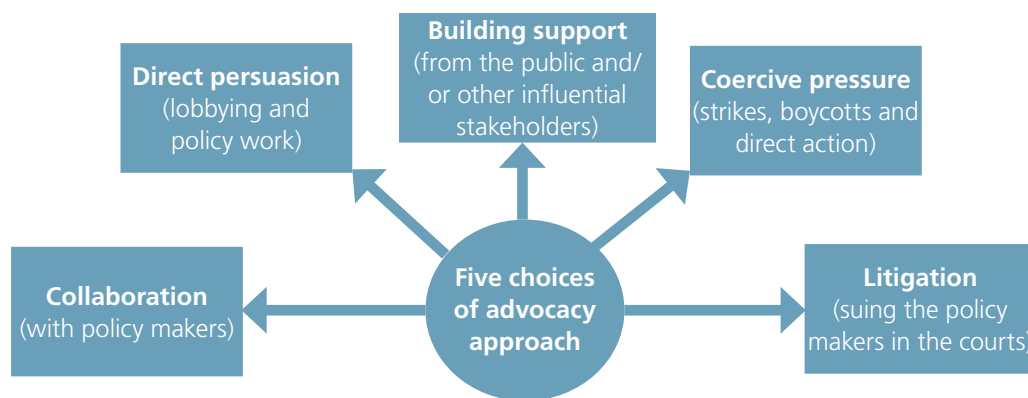 Building support
(from the public and/
or other influential
stakeholders)
Direct persuasion
(lobbying and
policy work)
Coercive pressure
(strikes, boycotts and
direct action)
Collaboration
(with policy makers)
Five choices
of advocacy
approach
Litigation
(suing the policy
makers in the courts)